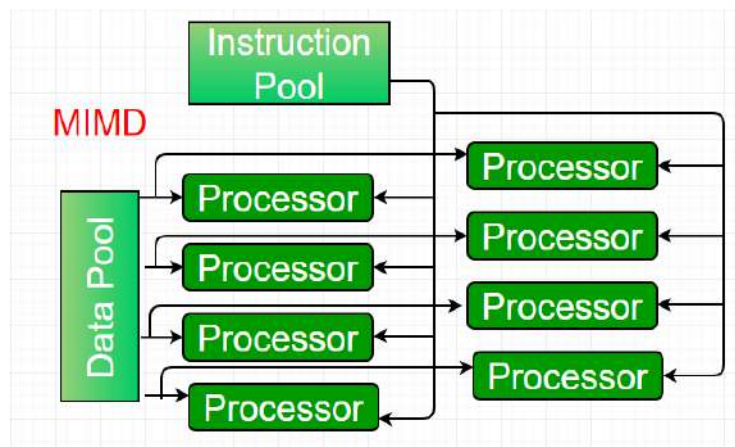 Instruction
Pool
MIMD
Processor
Processor
Processor
Processor
Data Pool
Processor
Processor
Processor
Processor